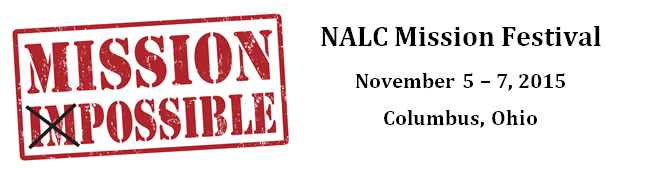 MISSION
IMPOSSIBLE
NALC Mission Festival
November 5 – 7, 2015
Columbus, Ohio